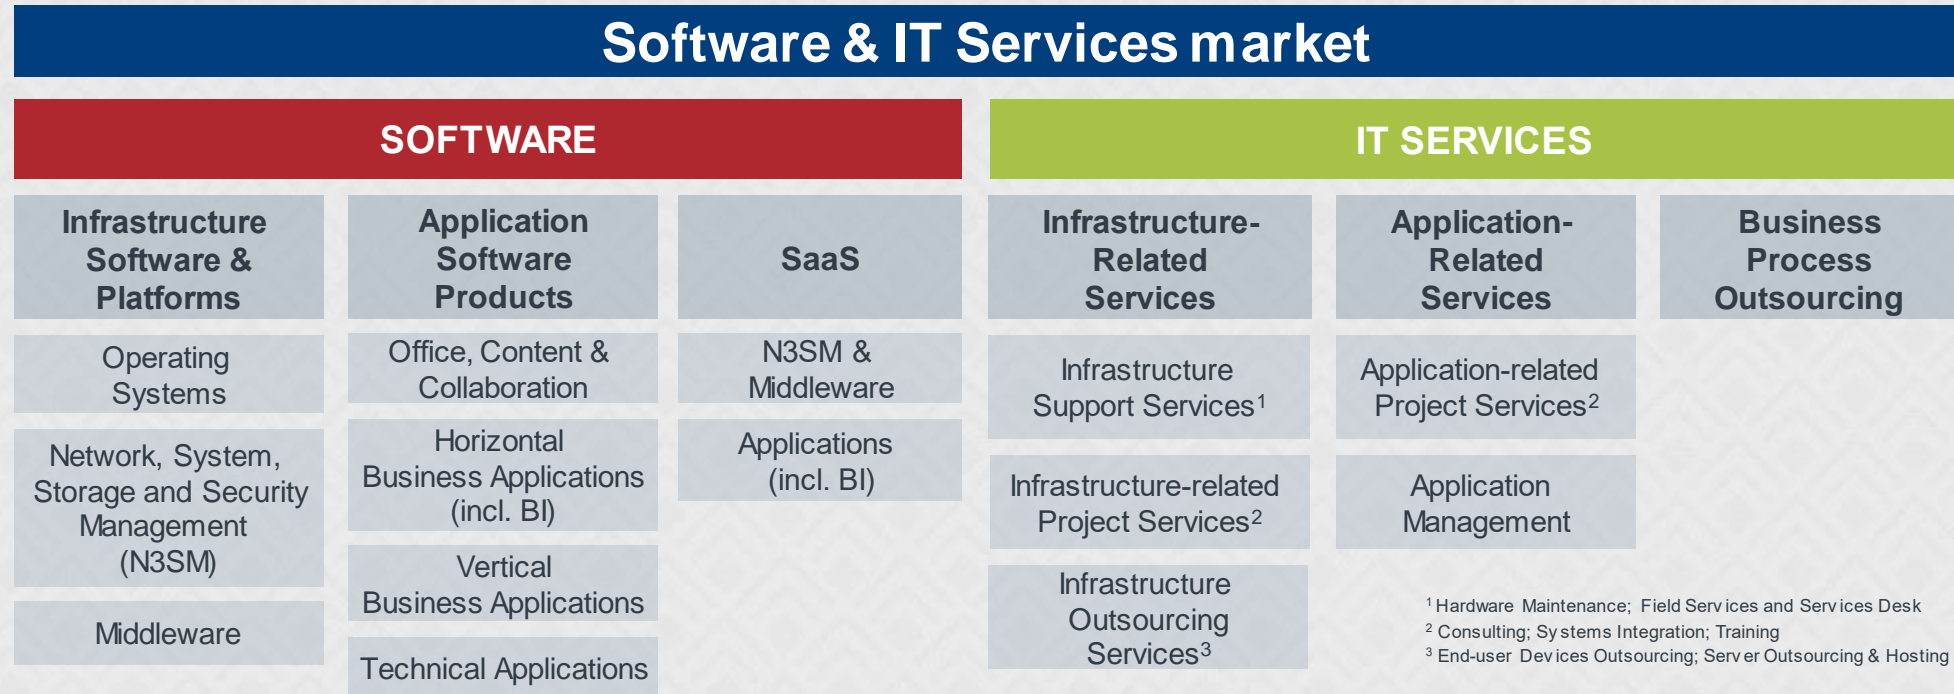 Software & IT Services market
SOFTWARE
Infrastructure
Software &
Platforms
Operating
Systems
Network, System,
Storage and Security
Management
(N3SM)
Middleware
Application
Software
Products
Office, Content &
Collaboration
Horizontal
Business Applications
(incl. BI)
Vertical
Business Applications
Technical Applications
SaaS
N3SM &
Middleware
Applications
(incl. BI)
IT SERVICES
Infrastructure-
Related
Services
Infrastructure
Support Services¹
Infrastructure-related
Project Services²
Infrastructure
Outsourcing
Services³
Application-
Related
Services
Application-related
Project Services²
Application
Management
Business
Process
Outsourcing
¹ Hardware Maintenance; Field Services and Services Desk
² Consulting; Systems Integration; Training
³ End-user Devices Outsourcing; Server Outsourcing & Hosting